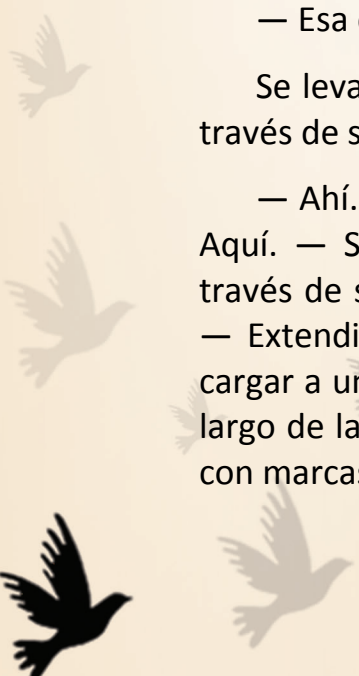 — Esa
Se leva
través de s
— Ahí.
Aquí. — S
través de s
— Extendi
cargar a un
largo de la
con marcas